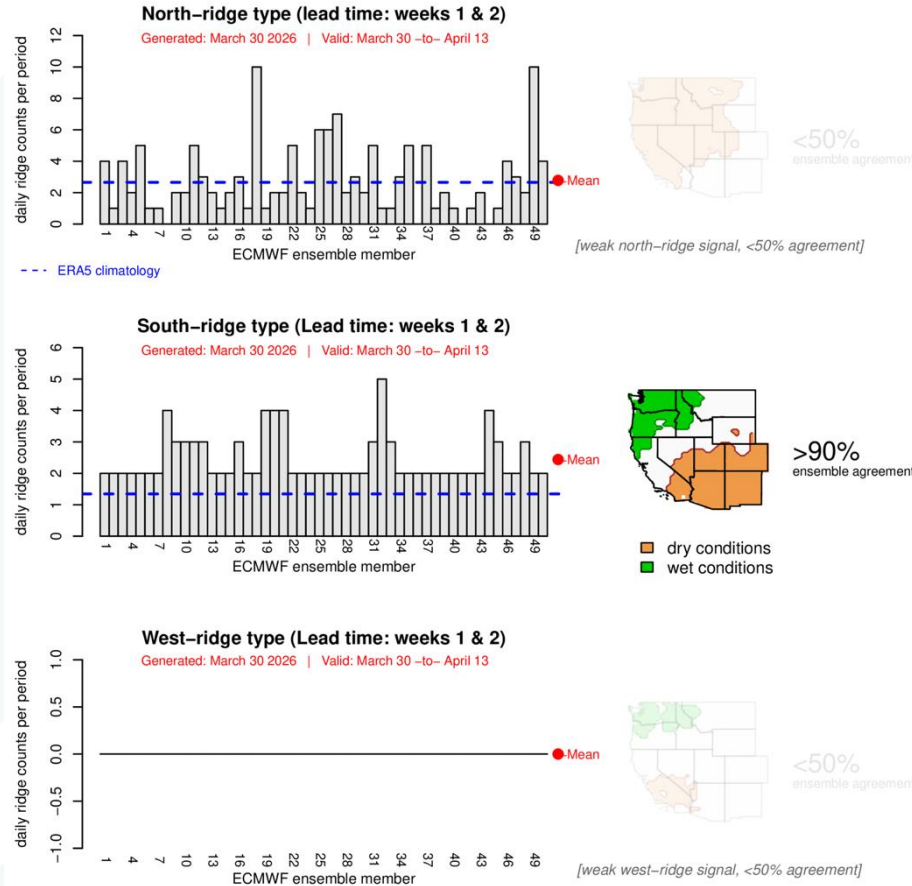 North−ridge type (lead time: weeks 1 & 2)
Generated: March 30 2026 | Valid: March 30 −to− April 13
daily ridge counts per period
12
10
8
6
4
2
0
1 4 7 10 13 16 19 22 25 28 31 34 37 40 43 46 49
ECMWF ensemble member
Mean
<50%
ensemble agreement
[weak north−ridge signal, <50% agreement]
ERA5 climatology
South−ridge type (Lead time: weeks 1 & 2)
Generated: March 30 2026 | Valid: March 30 −to− April 13
daily ridge counts per period
6
5
4
3
2
1
0
1 4 7 10 13 16 19 22 25 28 31 34 37 40 43 46 49
ECMWF ensemble member
Mean
>90%
ensemble agreement
dry conditions
wet conditions
West−ridge type (Lead time: weeks 1 & 2)
Generated: March 30 2026 | Valid: March 30 −to− April 13
daily ridge counts per period
1.0
0.5
0.0
−0.5
−1.0
1 4 7 10 13 16 19 22 25 28 31 34 37 40 43 46 49
ECMWF ensemble member
Mean
<50%
ensemble agreement
[weak west−ridge signal, <50% agreement]